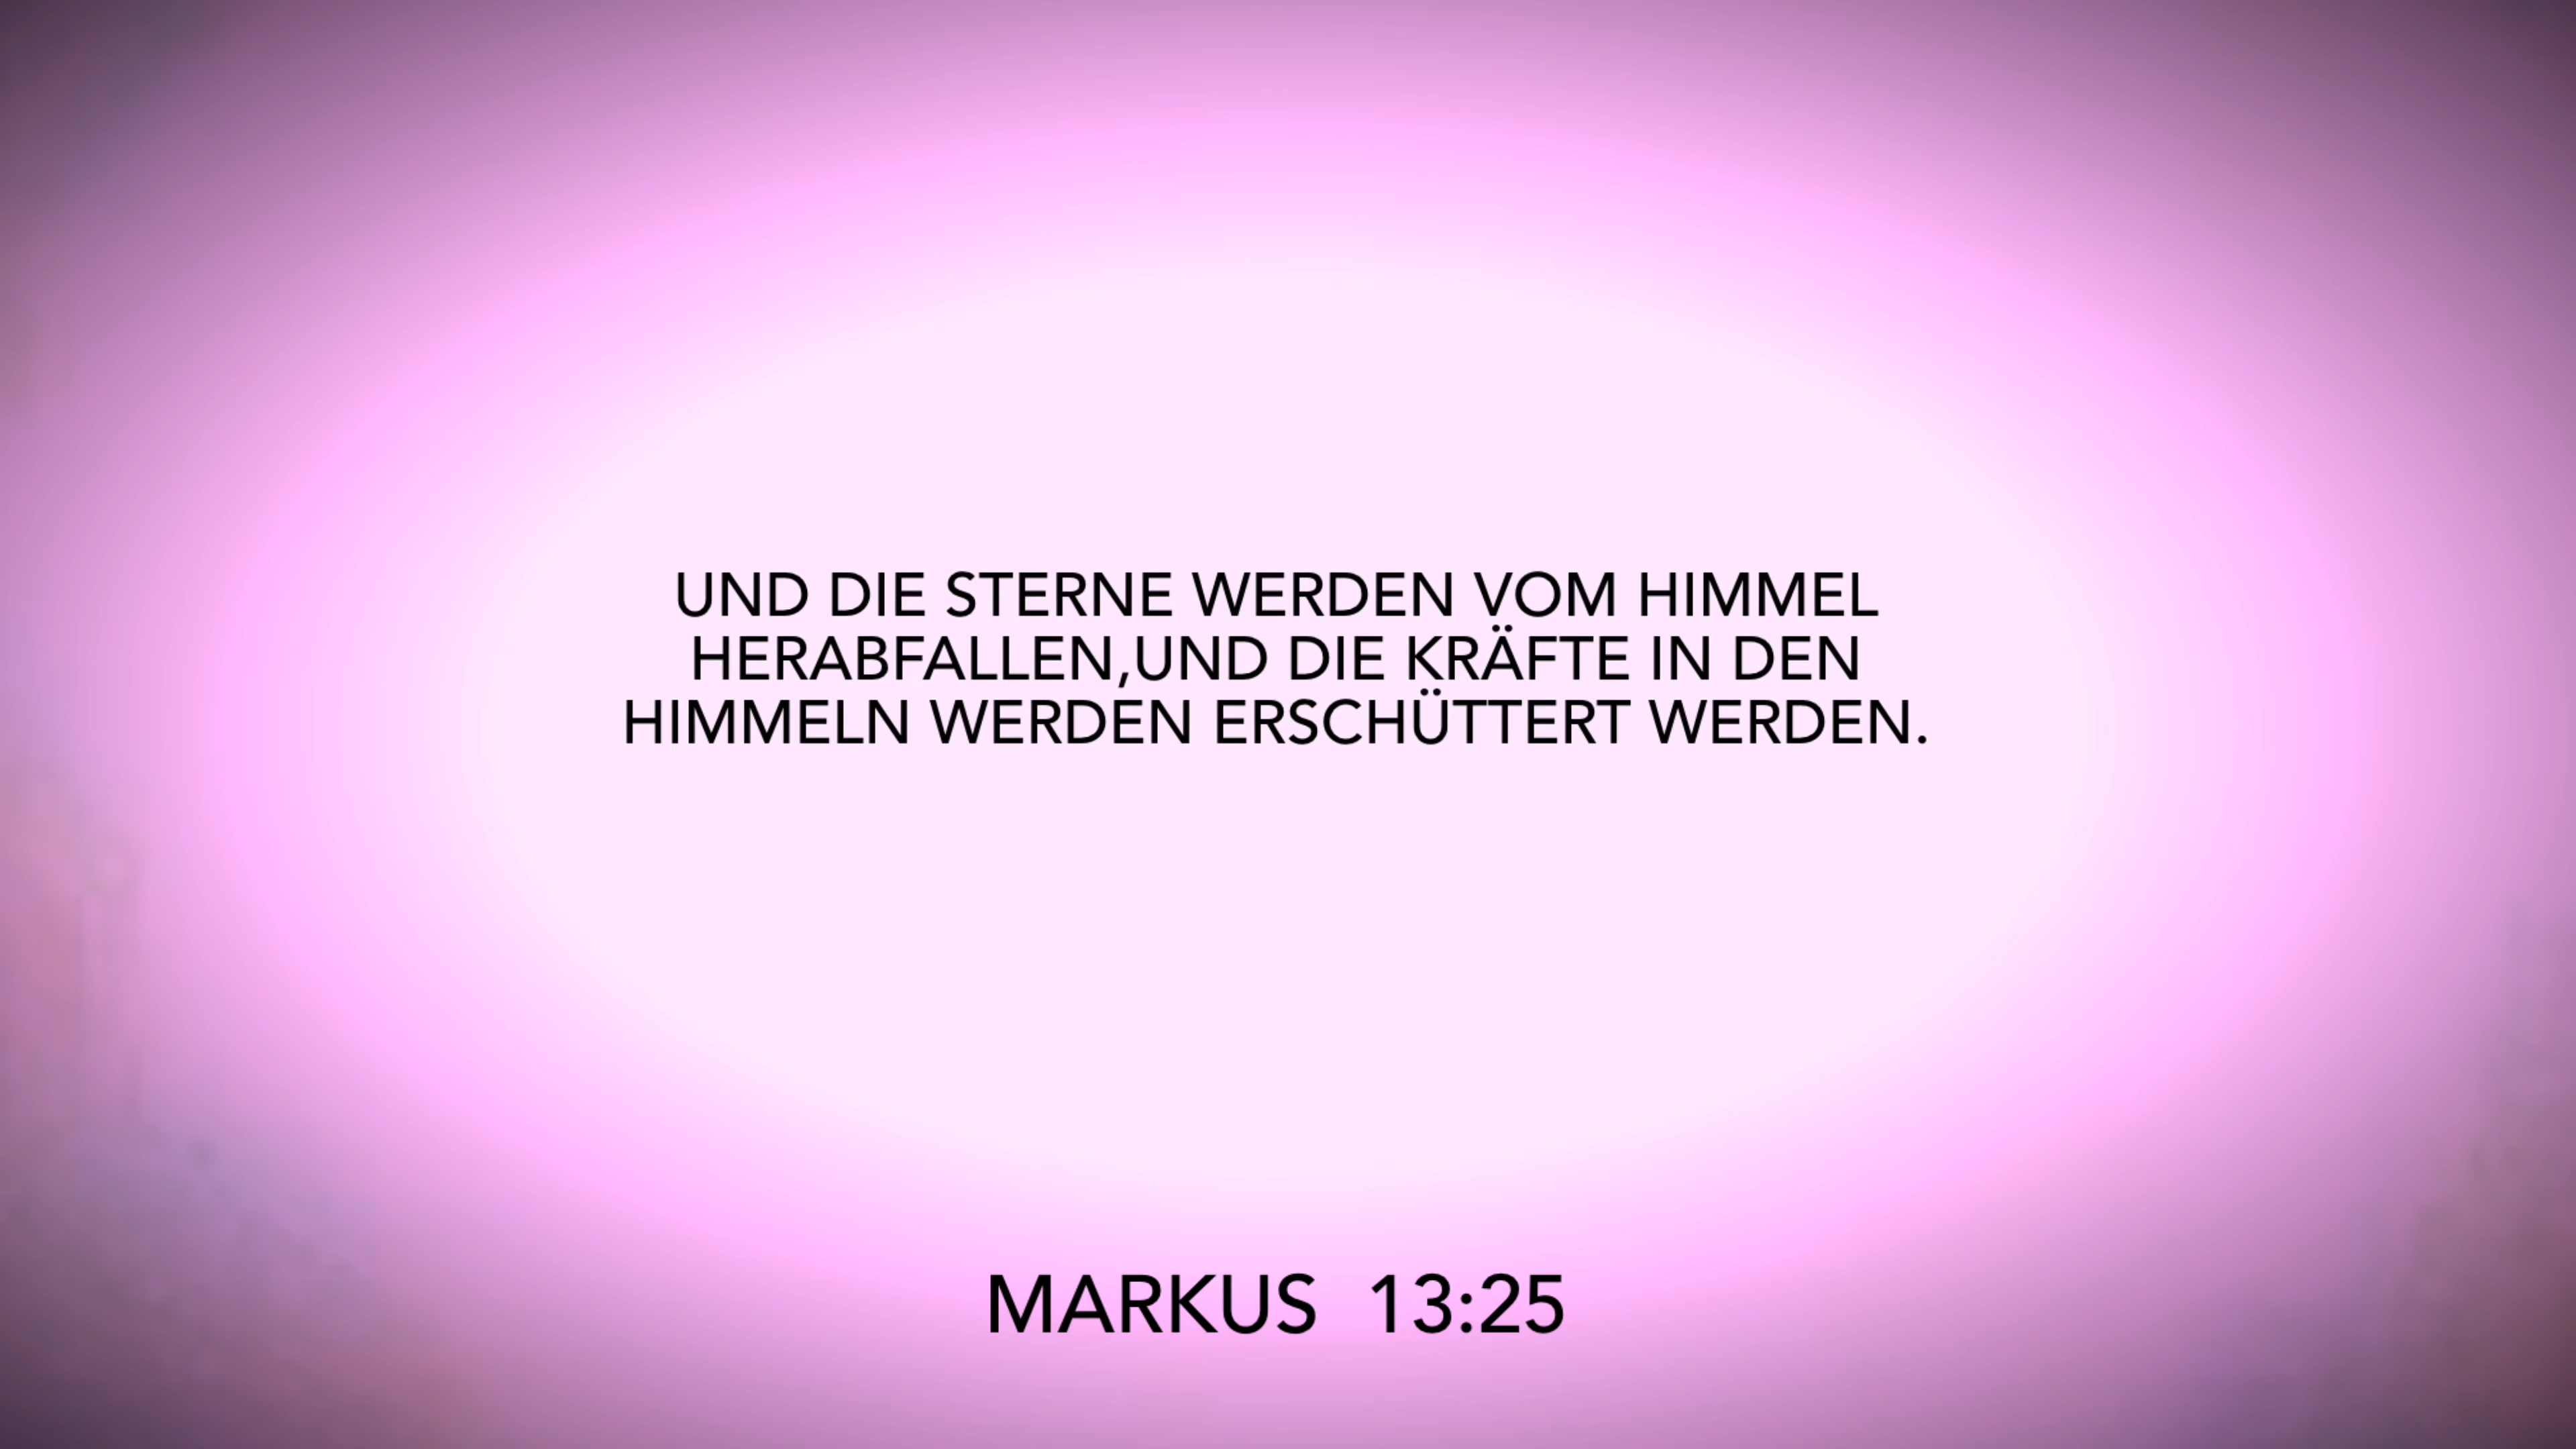 UND DIE STERNE WERDEN VOM HIMMEL
HERABFALLEN,UND DIE KRÄFTE IN DEN
HIMMELN WERDEN ERSCHÜTTERT WERDEN.
MARKUS 13:25